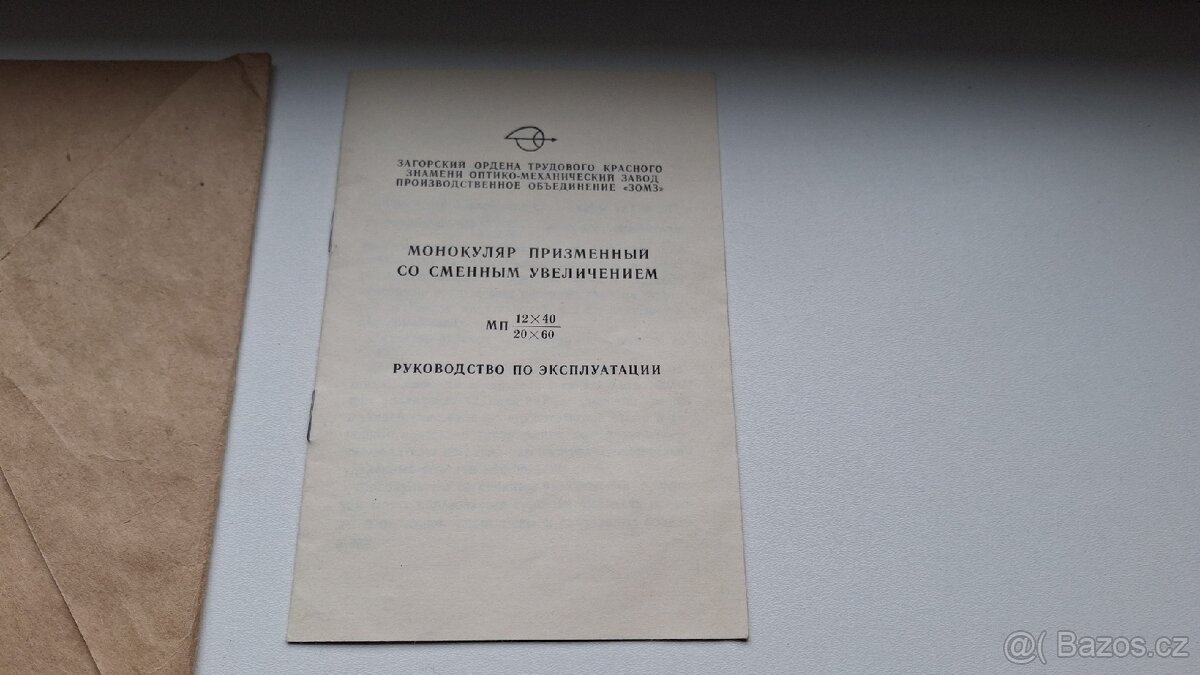 ЗАГОРСКИЙ ОРДЕНА ТРУДОВОГО КРАСНОГО
ЗНАМЕНИ ОПТИКО-МЕХАНИЧЕСКИЙ ЗАВОД
ПРОИЗВОДСТВЕННОЕ ОБЪЕДИНЕНИЕ «ЗОМЗ»
МОНОКУЛЯР ПРИЗМЕННЫЙ
СО СМЕННЫМ УВЕЛИЧЕНИЕМ
МП 12×40
20×60
РУКОВОДСТВО ПО ЭКСПЛУАТАЦИИ
Bazos.cz